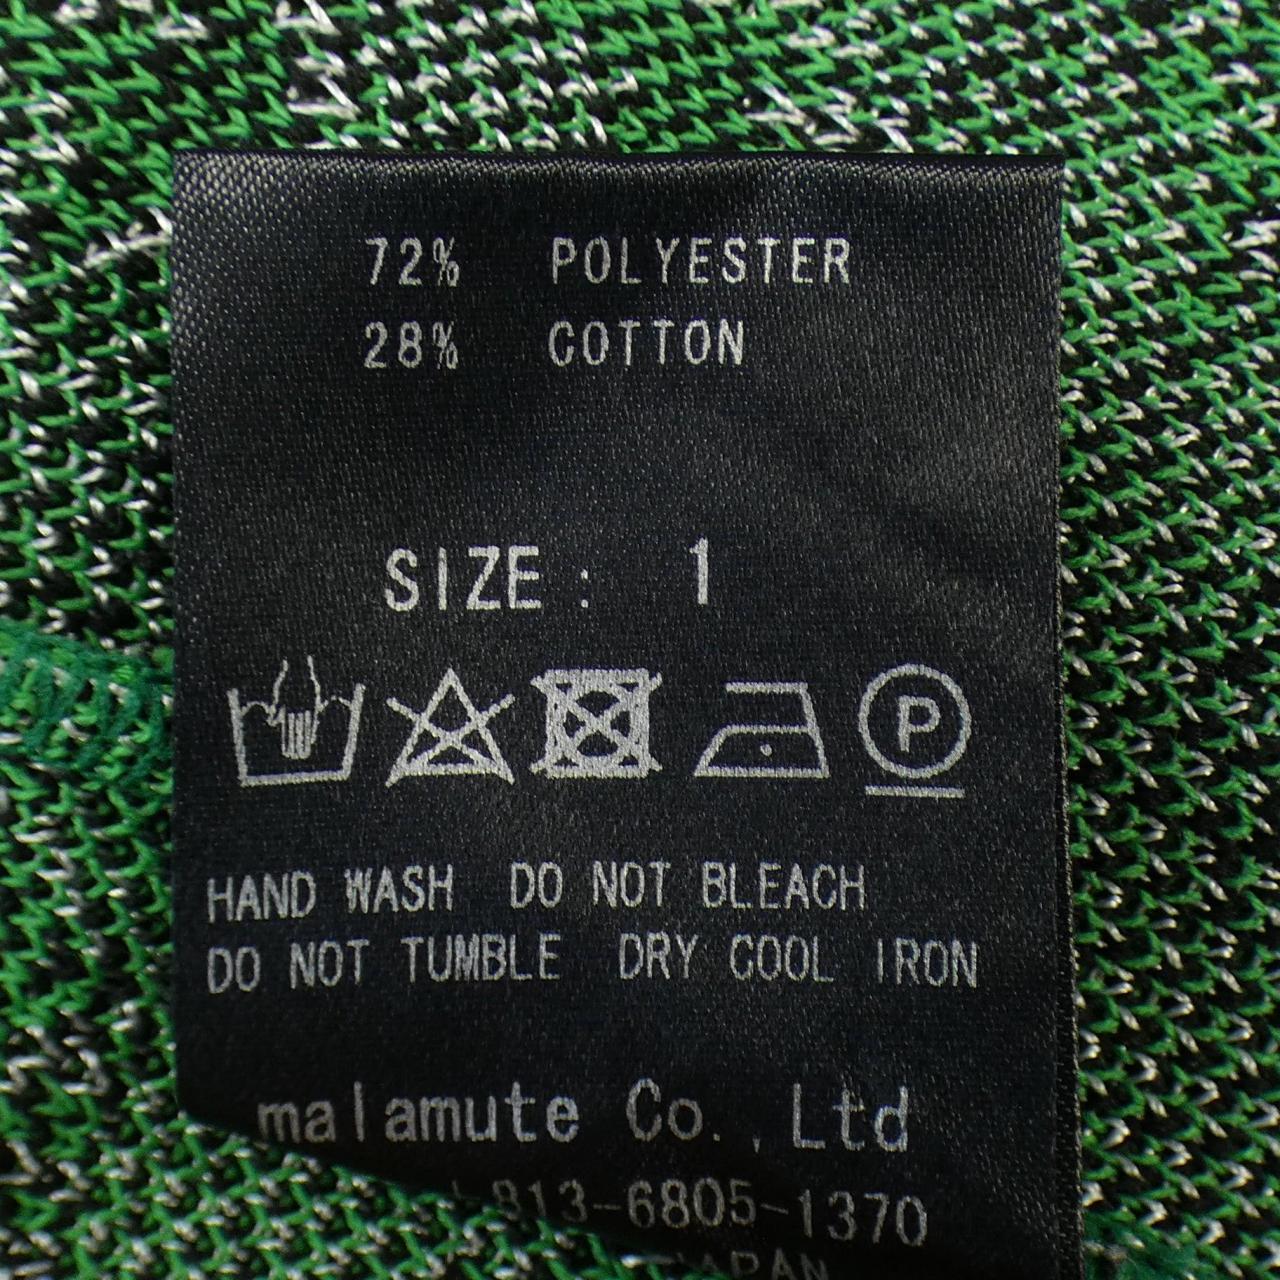 72% POLYESTER
28% COTTON
SIZE: 1
P
HAND WASH DO NOT BLEACH
DO NOT TUMBLE DRY COOL IRON
malamute Co.,Ltd
813-6805-1370
JAPAN